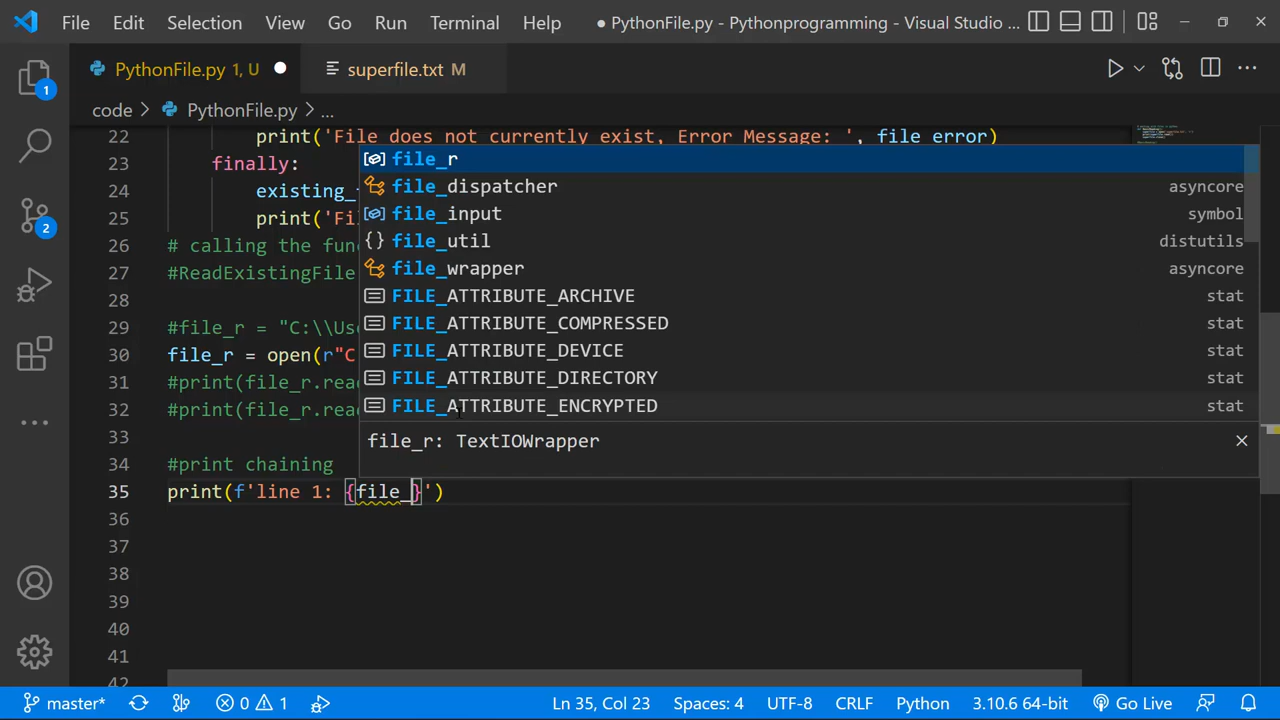 File Edit Selection View Go Run Terminal Help ● PythonFile.py - Pythonprogramming - Visual Studio ...
PythonFile.py 1, U superfile.txt M
1
code > PythonFile.py > ...
22 print('File does not currently exist, Error Message: ', file_error)
23 finally:
24 existing_
25 print('Fi
26 # calling the fun
27 #ReadExistingFile
28
29 #file_r = "C:\\Use
30 file_r = open(r"C
31 #print(file_r.rea
32 #print(file_r.rea
33
34 #print chaining
35 print(f'line 1: {file_}')
36
37
38
39
40
41
42
file_r
file_dispatcher asyncore
file_input symbol
file_util distutils
file_wrapper asyncore
FILE_ATTRIBUTE_ARCHIVE stat
FILE_ATTRIBUTE_COMPRESSED stat
FILE_ATTRIBUTE_DEVICE stat
FILE_ATTRIBUTE_DIRECTORY stat
FILE_ATTRIBUTE_ENCRYPTED stat
file_r: TextIOWrapper
2
master* 0 1 Ln 35, Col 23 Spaces: 4 UTF-8 CRLF Python 3.10.6 64-bit Go Live